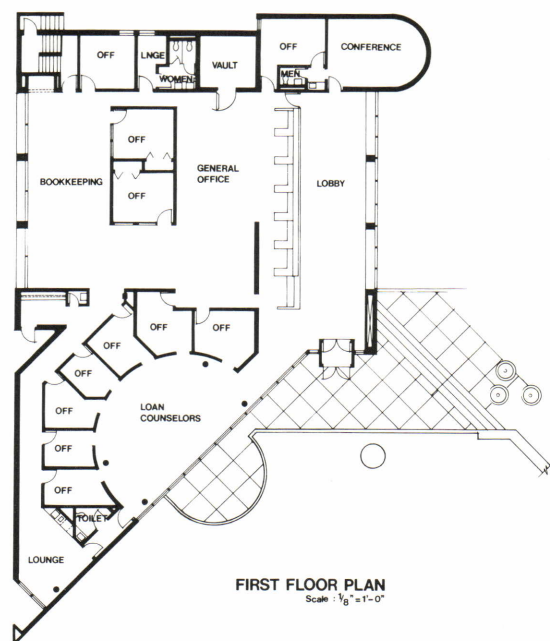 OFF
LNGE
WOMEN
VAULT
OFF
MEN
CONFERENCE
OFF
BOOKKEEPING
OFF
GENERAL
OFFICE
LOBBY
OFF
OFF
OFF
OFF
OFF
LOAN
COUNSELORS
OFF
OFF
TOILET
LOUNGE
FIRST FLOOR PLAN
Scale : 1/8" = 1'-0"